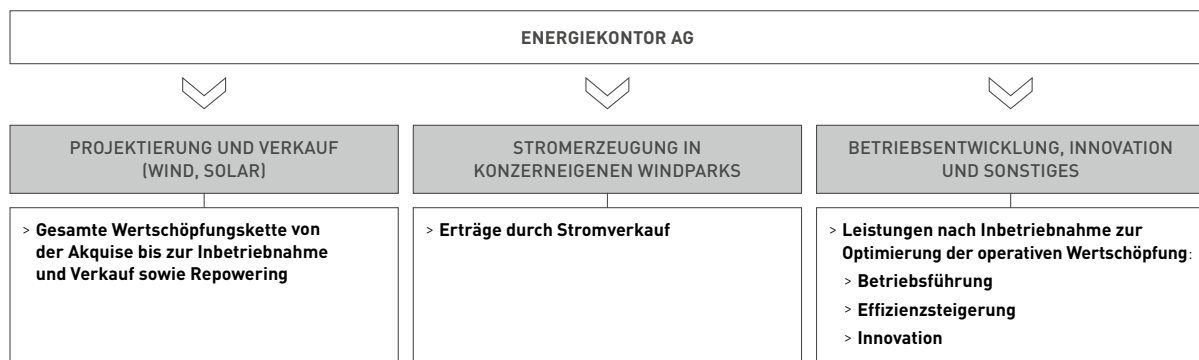 ENERGIEKONTOR AG
PROJEKTIERUNG UND VERKAUF
(WIND, SOLAR)
> Gesamte Wertschöpfungskette von
der Akquise bis zur Inbetriebnahme
und Verkauf sowie Repowering
STROMERZEUGUNG IN
KONZERNEIGENEN WINDPARKS
> Erträge durch Stromverkauf
BETRIEBSENTWICKLUNG, INNOVATION
UND SONSTIGES
> Leistungen nach Inbetriebnahme zur
Optimierung der operativen Wertschöpfung:
> Betriebsführung
> Effizienzsteigerung
> Innovation